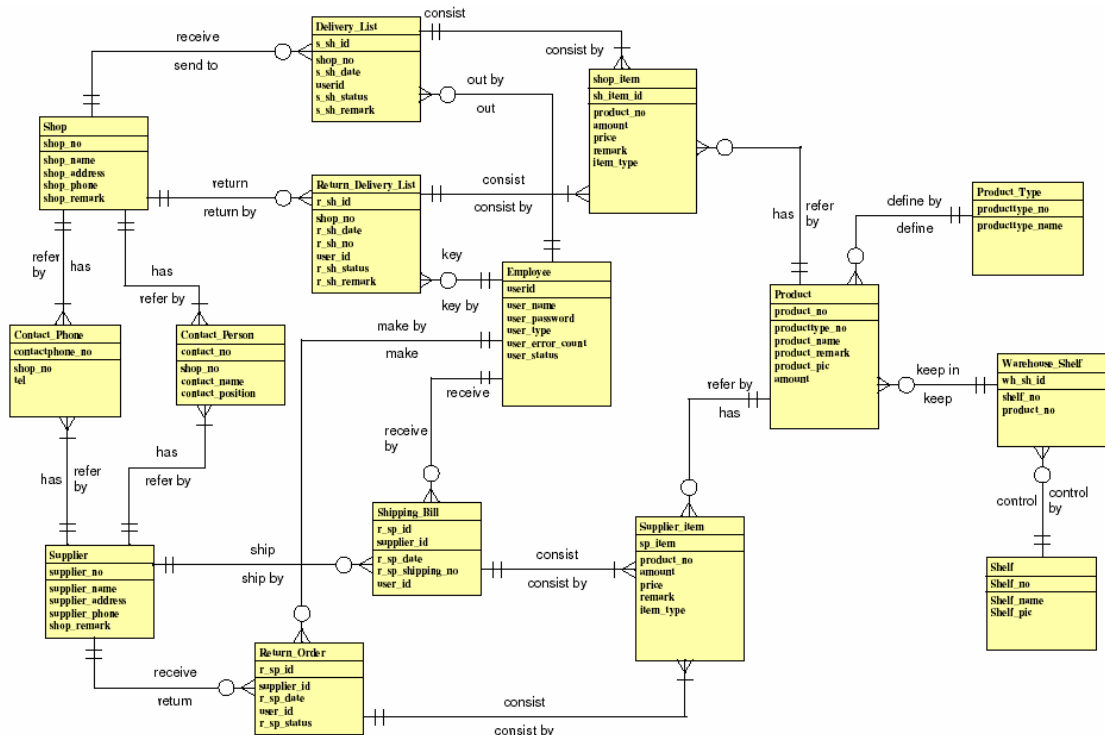 Delivery_List
s_sh_id
shop_no
s_sh_date
userid
s_sh_status
s_sh_remark
consist
consist by
receive
send to
out by
out
shop_item
sh_item_id
product_no
amount
price
remark
item_type
Shop
shop_no
shop_name
shop_address
shop_phone
shop_remark
return
return by
Return_Delivery_List
r_sh_id
shop_no
r_sh_date
r_sh_no
user_id
r_sh_status
r_sh_remark
consist
consist by
has
refer
by
Product_Type
producttype_no
producttype_name
define by
define
refer
by
has
has
refer by
key
key by
Employee
userid
user_name
user_password
user_type
user_error_count
user_status
make by
make
receive
receive
by
Product
product_no
producttype_no
product_name
product_remark
product_pic
amount
keep in
keep
Warehouse_Shelf
wh_sh_id
shelf_no
product_no
Contact_Phone
contactphone_no
shop_no
tel
Contact_Person
contact_no
shop_no
contact_name
contact_position
refer by
has
has
refer
by
has
refer by
control
control
by
Shipping_Bill
r_sp_id
supplier_id
r_sp_date
r_sp_shipping_no
user_id
Supplier_item
sp_item
product_no
amount
price
remark
item_type
Supplier
supplier_no
supplier_name
supplier_address
supplier_phone
shop_remark
ship
ship by
consist
consist by
Shelf
Shelf_no
Shelf_name
Shelf_pic
Return_Order
r_sp_id
supplier_id
r_sp_date
user_id
r_sp_status
receive
return
consist
consist by